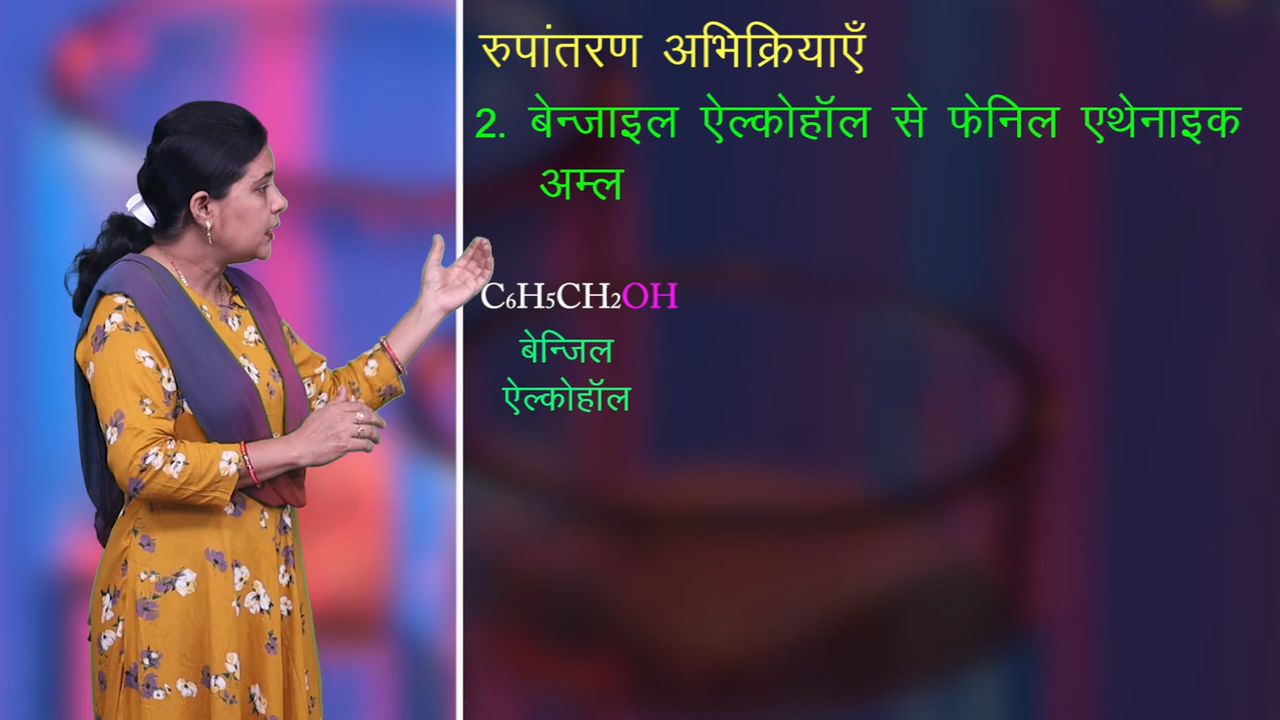 रुपांतरण अभिक्रियाएँ
2. बेन्जाइल ऐल्कोहॉल से फेनिल एथेनाइक
अम्ल
C₆H₅CH₂OH
बेन्जिल
ऐल्कोहॉल